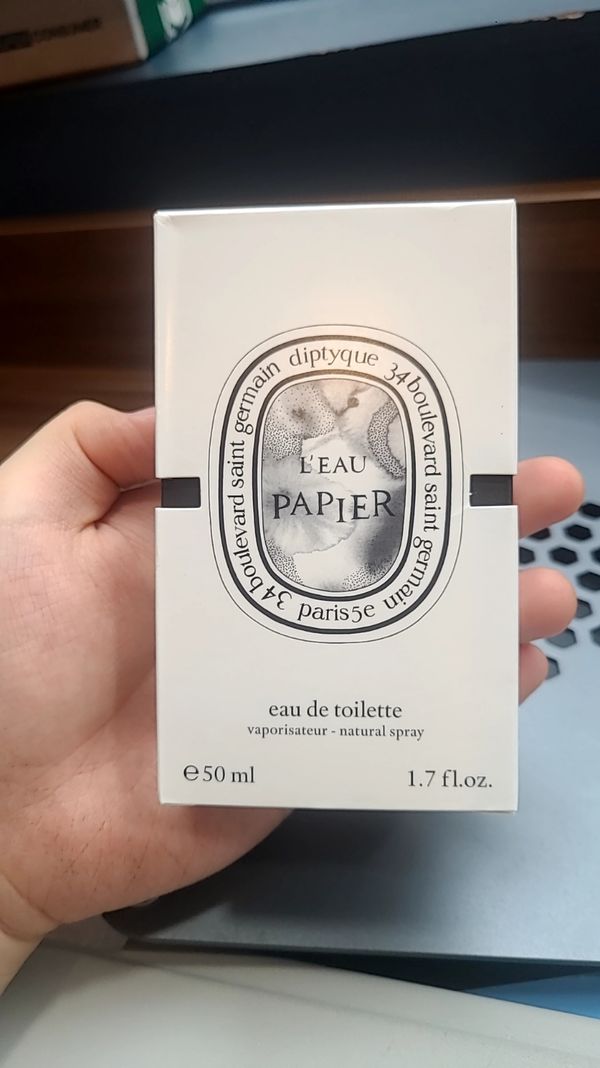 CONSUMER
diptyque 34 boulevard saint germain paris5e 34 boulevard saint germain
L'EAU
PAPIER
eau de toilette
vaporisateur - natural spray
℮ 50 ml
1.7 fl.oz.